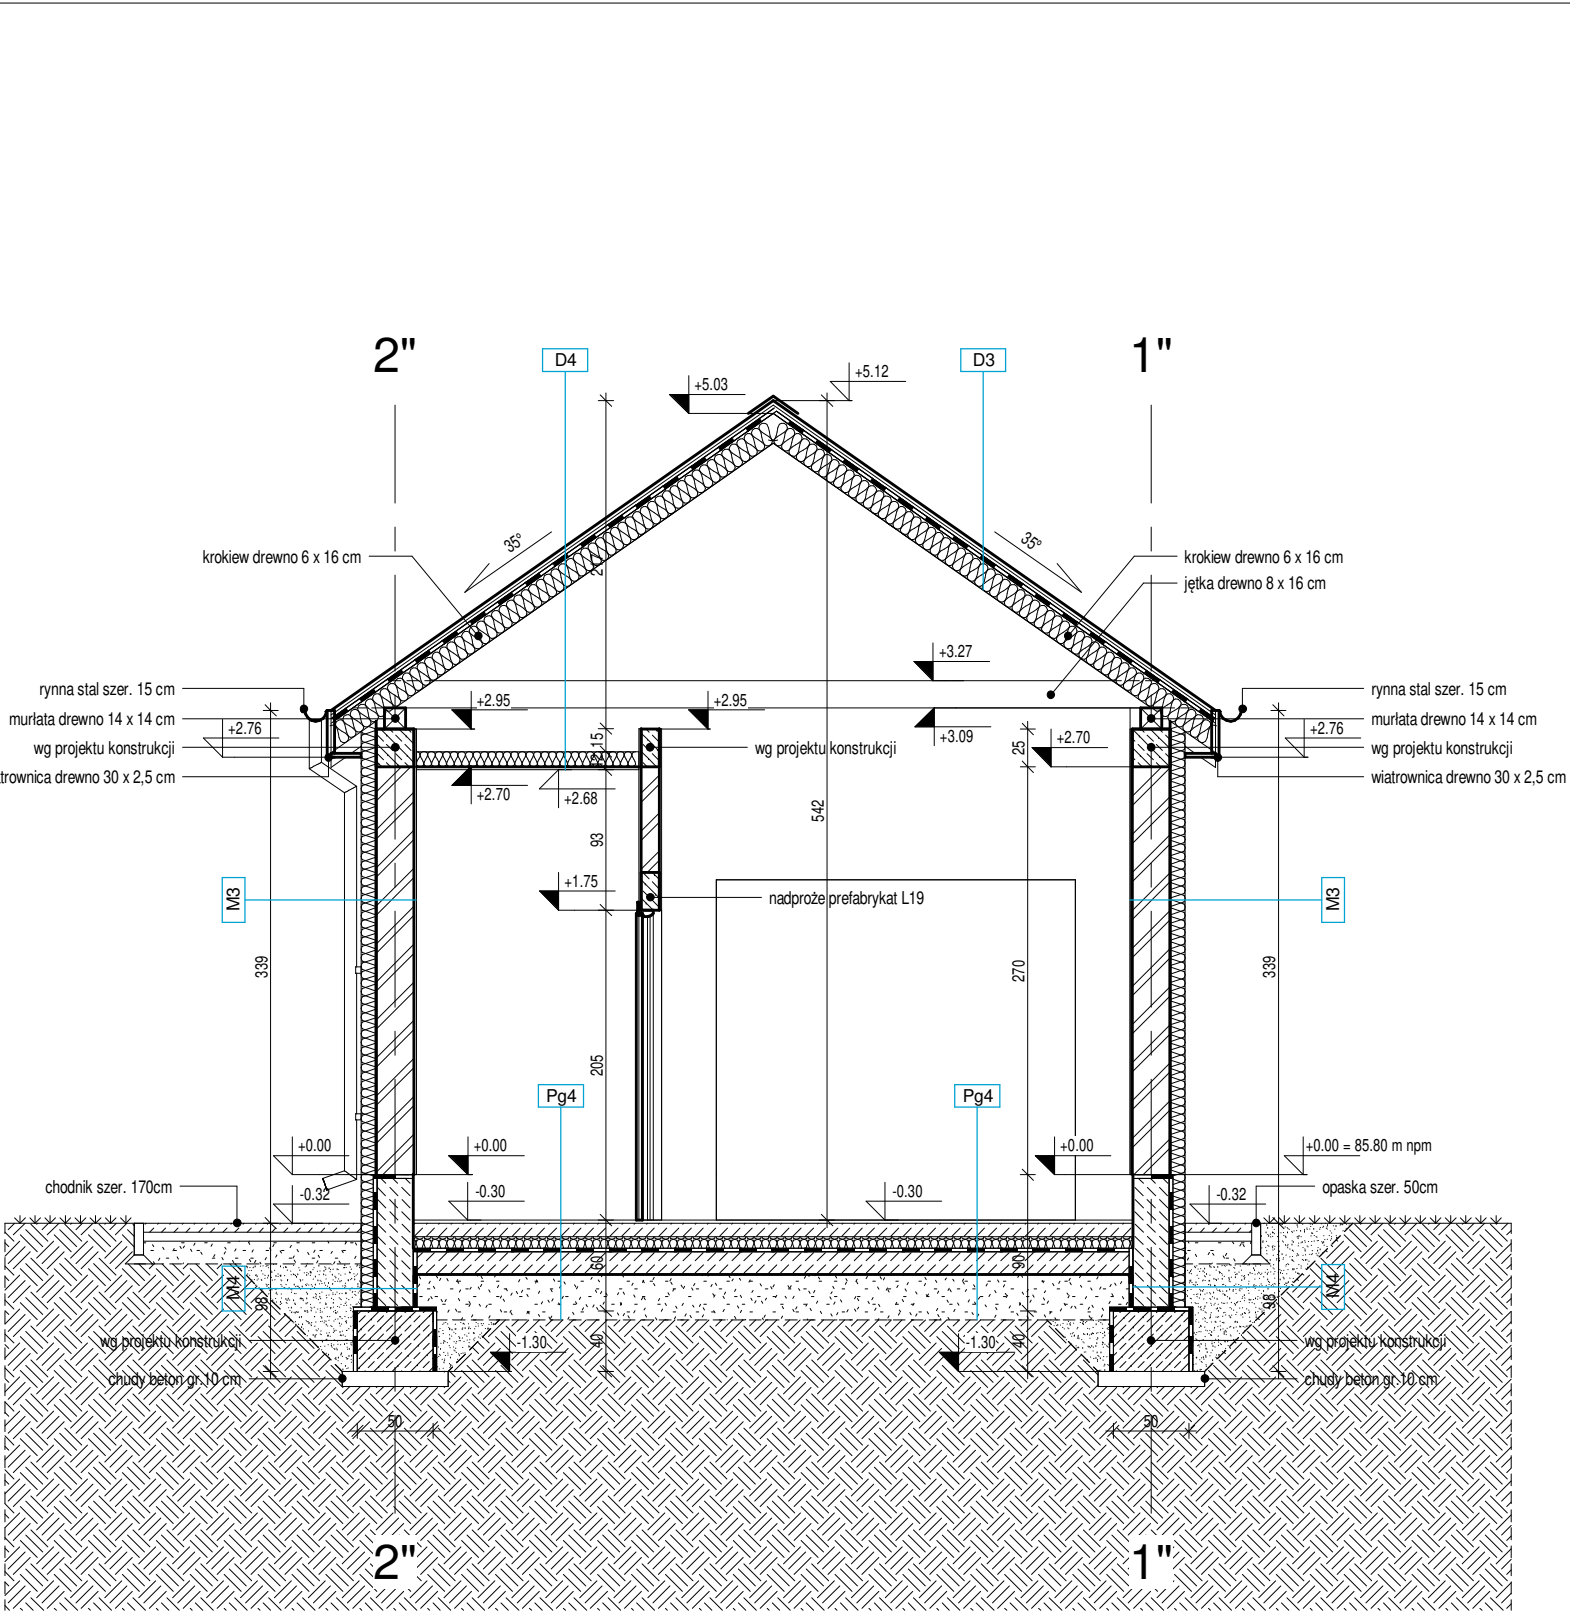 2"
1"
D4
D3
+5.03
+5.12
35°
35°
krokiew drewno 6 x 16 cm
krokiew drewno 6 x 16 cm
jętka drewno 8 x 16 cm
+3.27
rynna stal szer. 15 cm
+2.95
+2.95
rynna stal szer. 15 cm
murłata drewno 14 x 14 cm
+2.76
+3.09
murłata drewno 14 x 14 cm
+2.76
wg projektu konstrukcji
15
wg projektu konstrukcji
25
+2.70
wg projektu konstrukcji
trownica drewno 30 x 2,5 cm
+2.70
+2.68
wiatrownica drewno 30 x 2,5 cm
542
93
+1.75
M3
nadproże prefabrykat L19
M3
339
270
339
205
Pg4
Pg4
+0.00
+0.00
+0.00
+0.00 = 85.80 m npm
chodnik szer. 170cm
-0.32
-0.30
-0.30
-0.32
opaska szer. 50cm
60
90
M4
M4
98
98
wg projektu konstrukcji
-1.30
40
-1.30
40
wg projektu konstrukcji
chudy beton gr.10 cm
chudy beton gr.10 cm
50
50
2"
1"